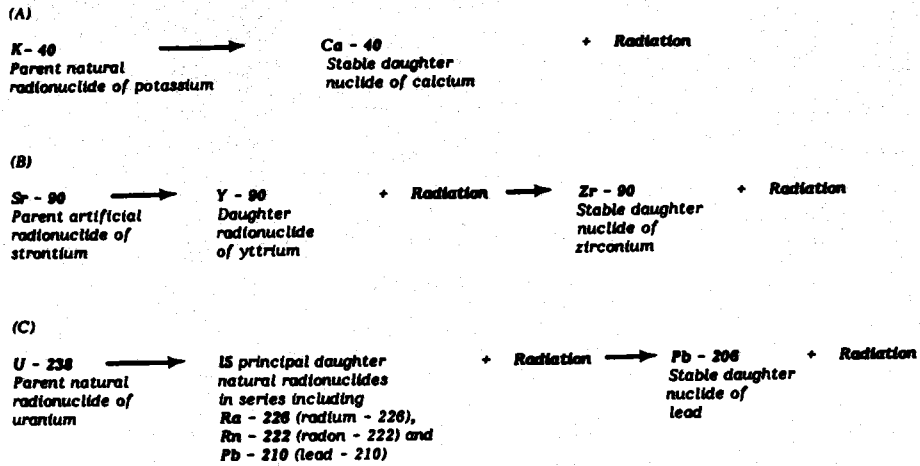 (A)
K - 40 Ca - 40 + Radiation
Parent natural Stable daughter
radionuclide of potassium nuclide of calcium
(B)
Sr - 90 Y - 90 + Radiation Zr - 90 + Radiation
Parent artificial Daughter Stable daughter
radionuclide of radionuclide nuclide of
strontium of yttrium zirconium
(C)
U - 238 15 principal daughter + Radiation Pb - 206 + Radiation
Parent natural natural radionuclides Stable daughter
radionuclide of in series including nuclide of
uranium Ra - 226 (radium - 226), lead
Rn - 222 (radon - 222) and
Pb - 210 (lead - 210)